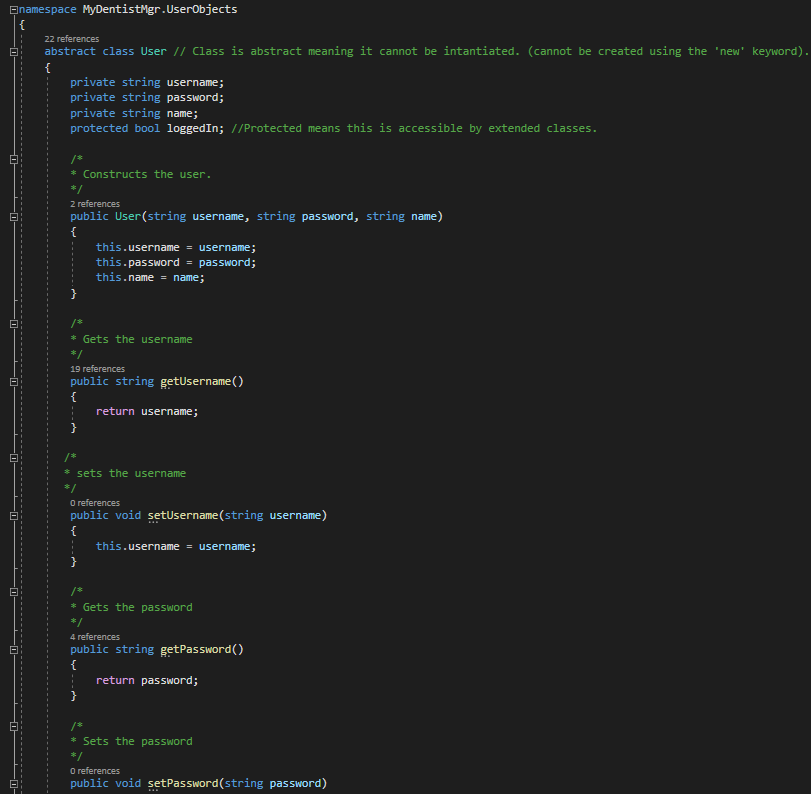 namespace MyDentistMgr.UserObjects
{
22 references
abstract class User // Class is abstract meaning it cannot be intantiated. (cannot be created using the 'new' keyword).
{
private string username;
private string password;
private string name;
protected bool loggedIn; //Protected means this is accessible by extended classes.
/*
* Constructs the user.
*/
2 references
public User(string username, string password, string name)
{
this.username = username;
this.password = password;
this.name = name;
}
/*
* Gets the username
*/
19 references
public string getUsername()
{
return username;
}
/*
* sets the username
*/
0 references
public void setUsername(string username)
{
this.username = username;
}
/*
* Gets the password
*/
4 references
public string getPassword()
{
return password;
}
/*
* Sets the password
*/
0 references
public void setPassword(string password)